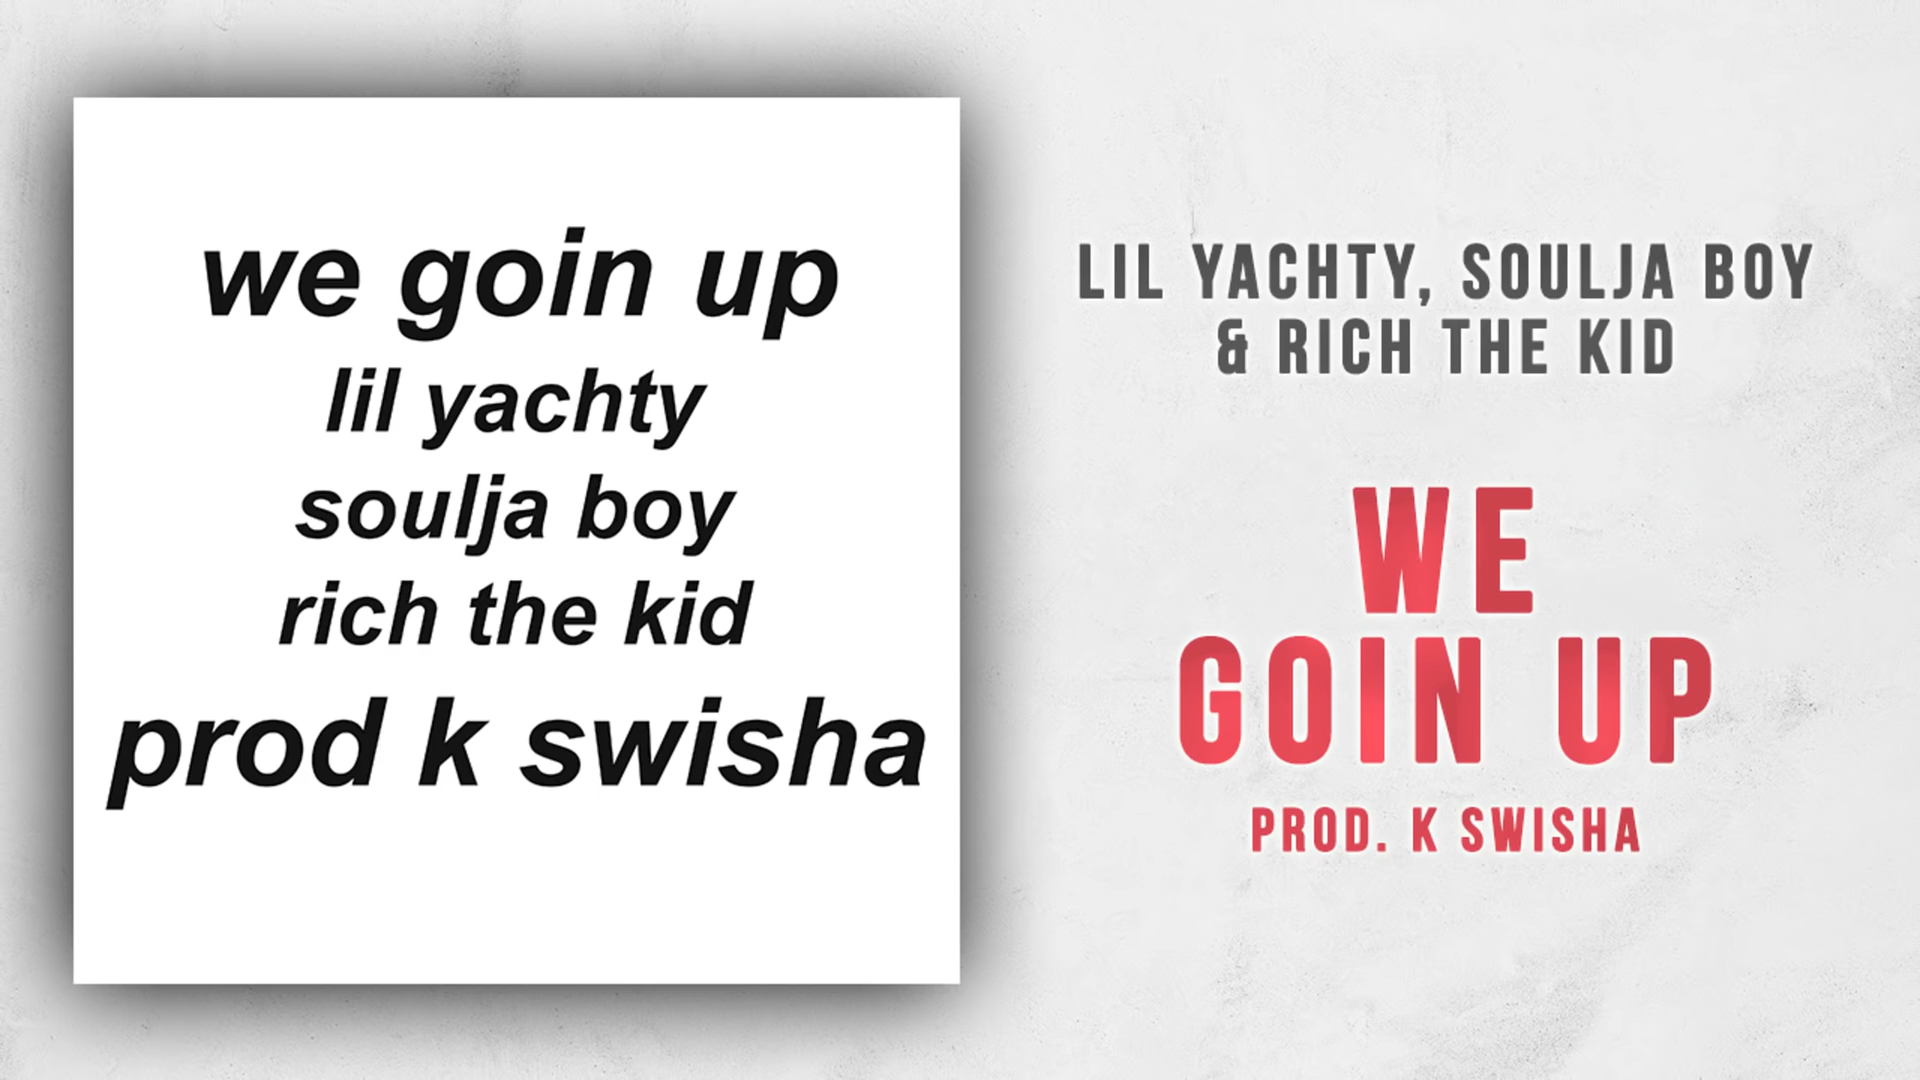 we goin up
lil yachty
soulja boy
rich the kid
prod k swisha
LIL YACHTY, SOULJA BOY
& RICH THE KID
WE
GOIN UP
PROD. K SWISHA